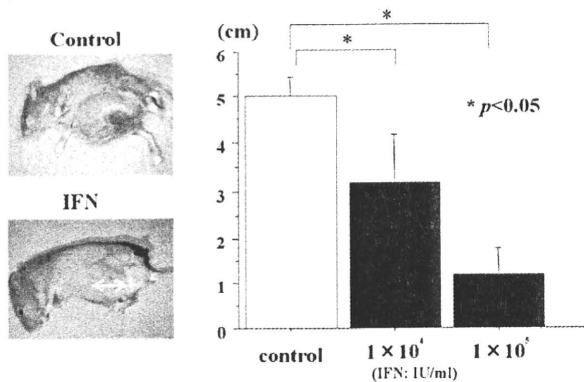 Control
IFN
(cm)
6
5
4
3
2
1
0
*
*
* p<0.05
control
1 × 10⁴
1 × 10⁵
(IFN: IU/ml)